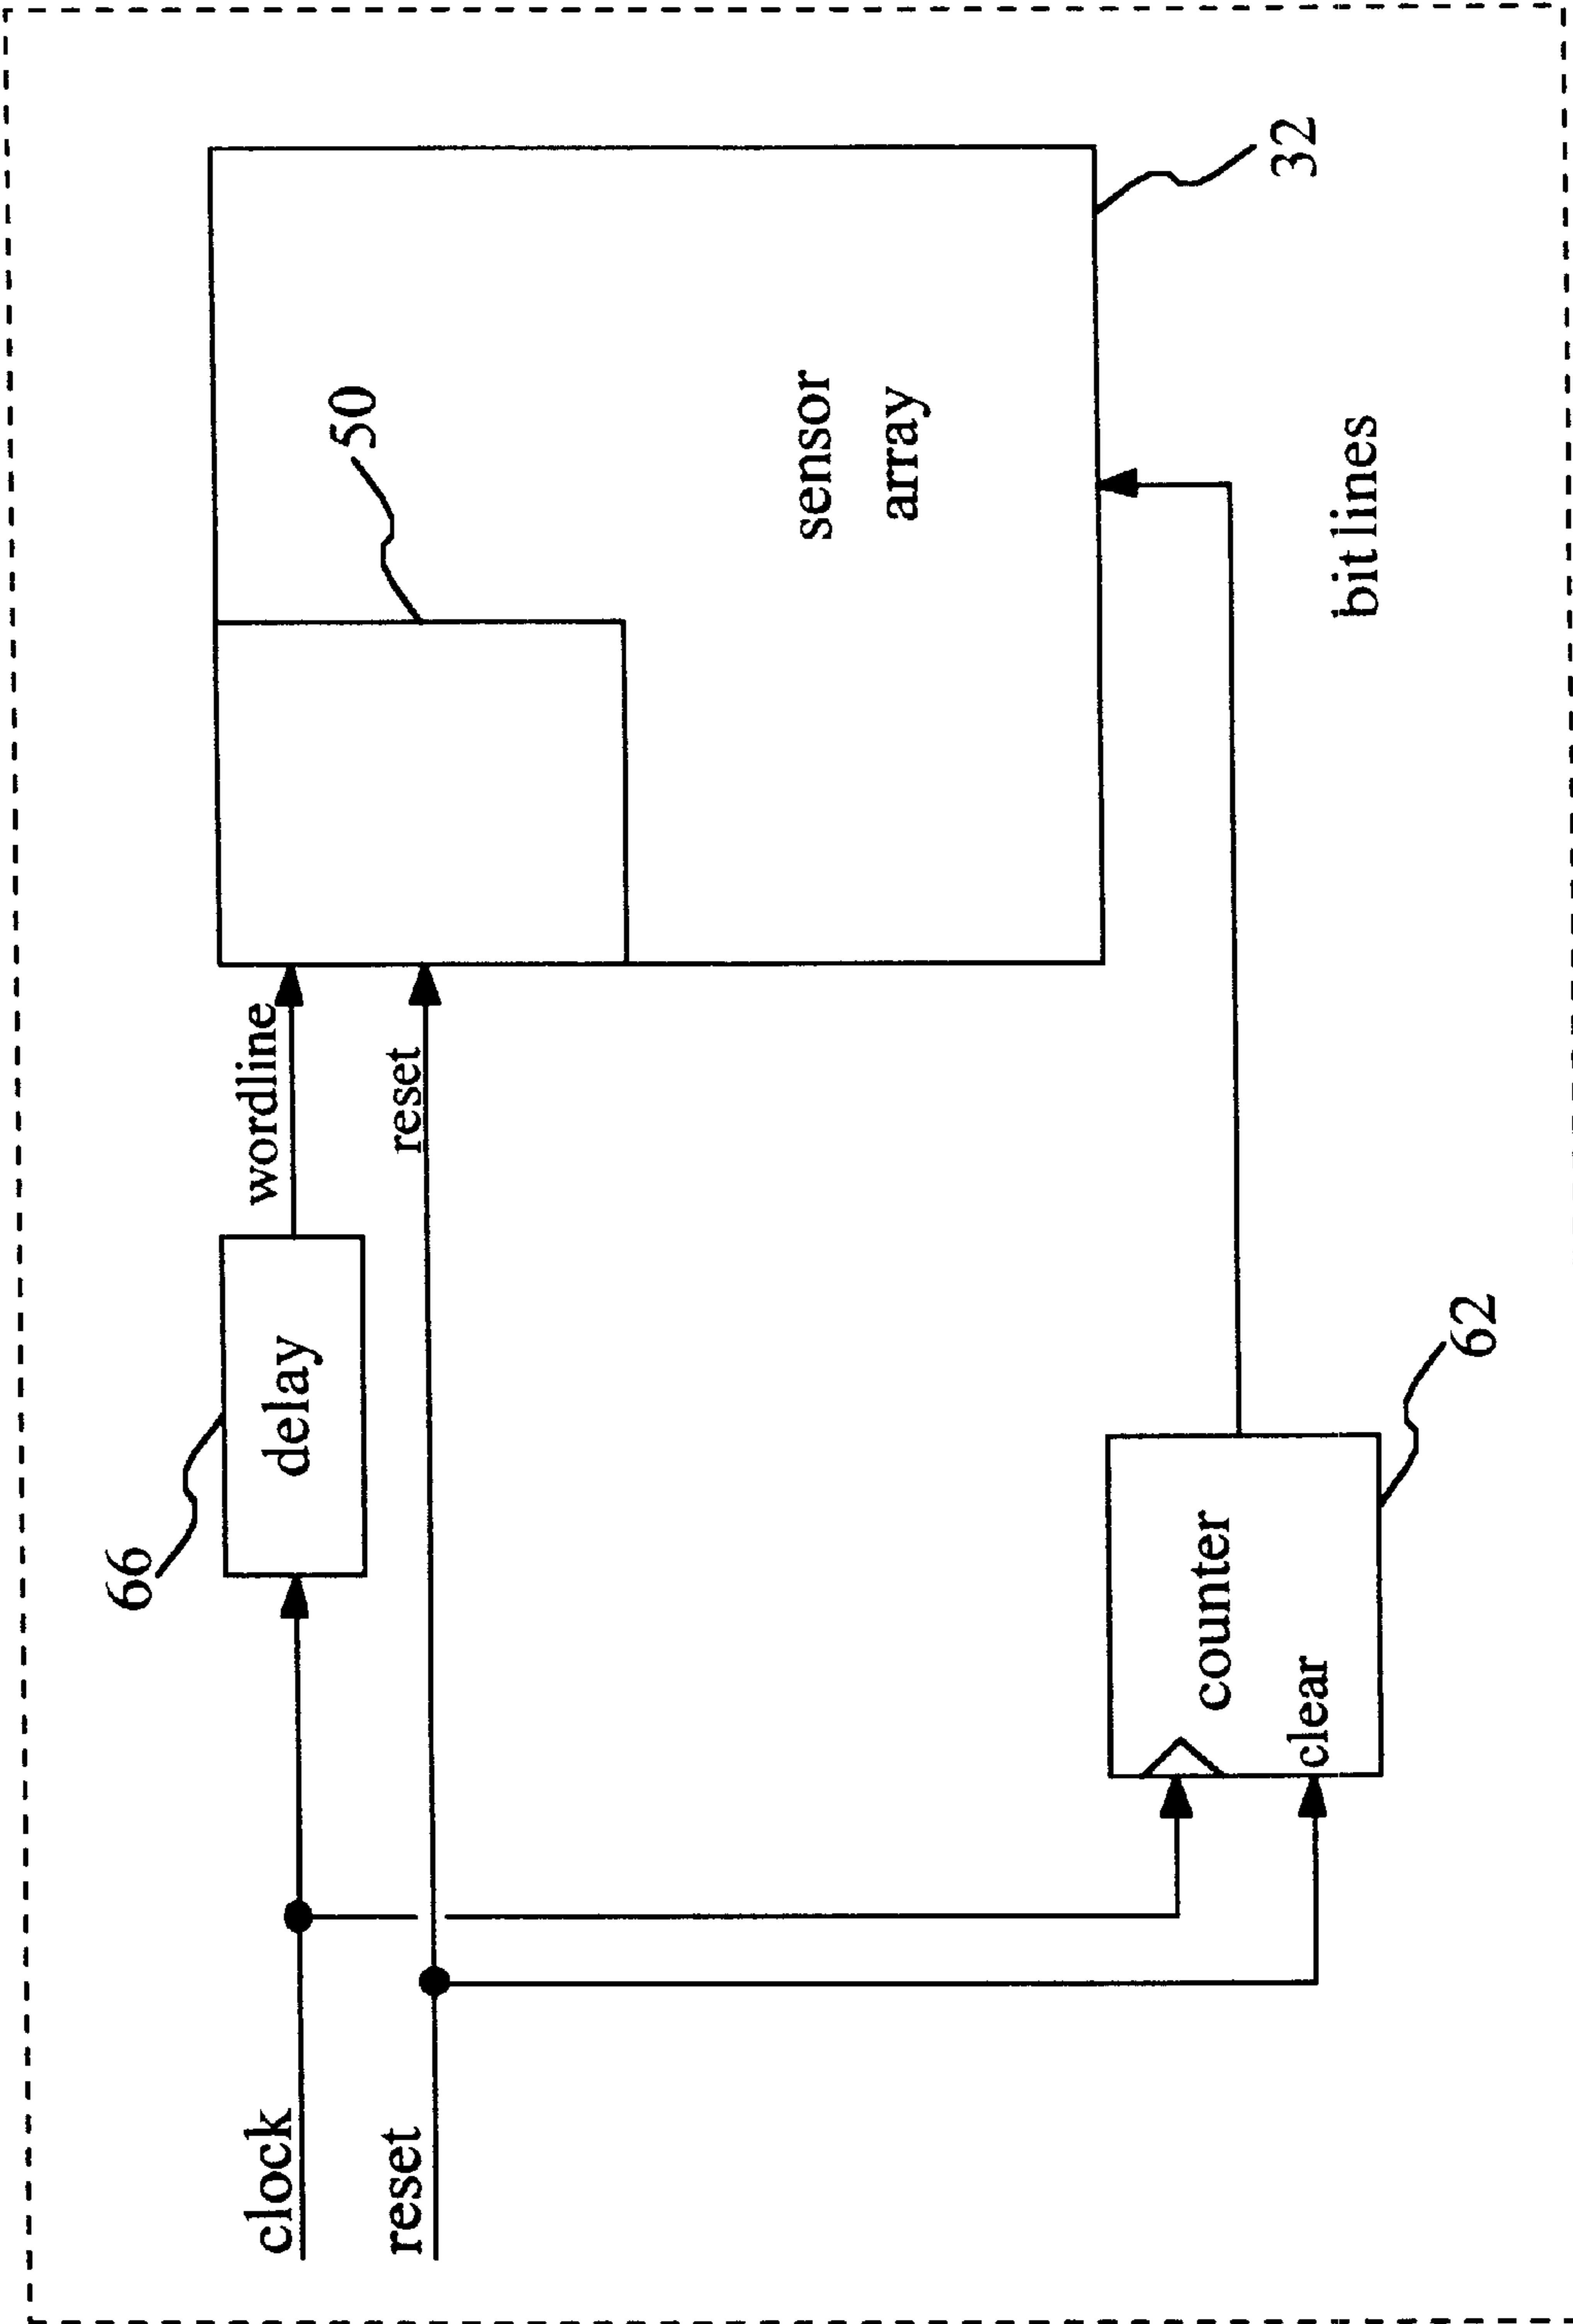 66
50
clock
delay
wordline
reset
reset
sensor
array
counter
clear
62
bit lines
32